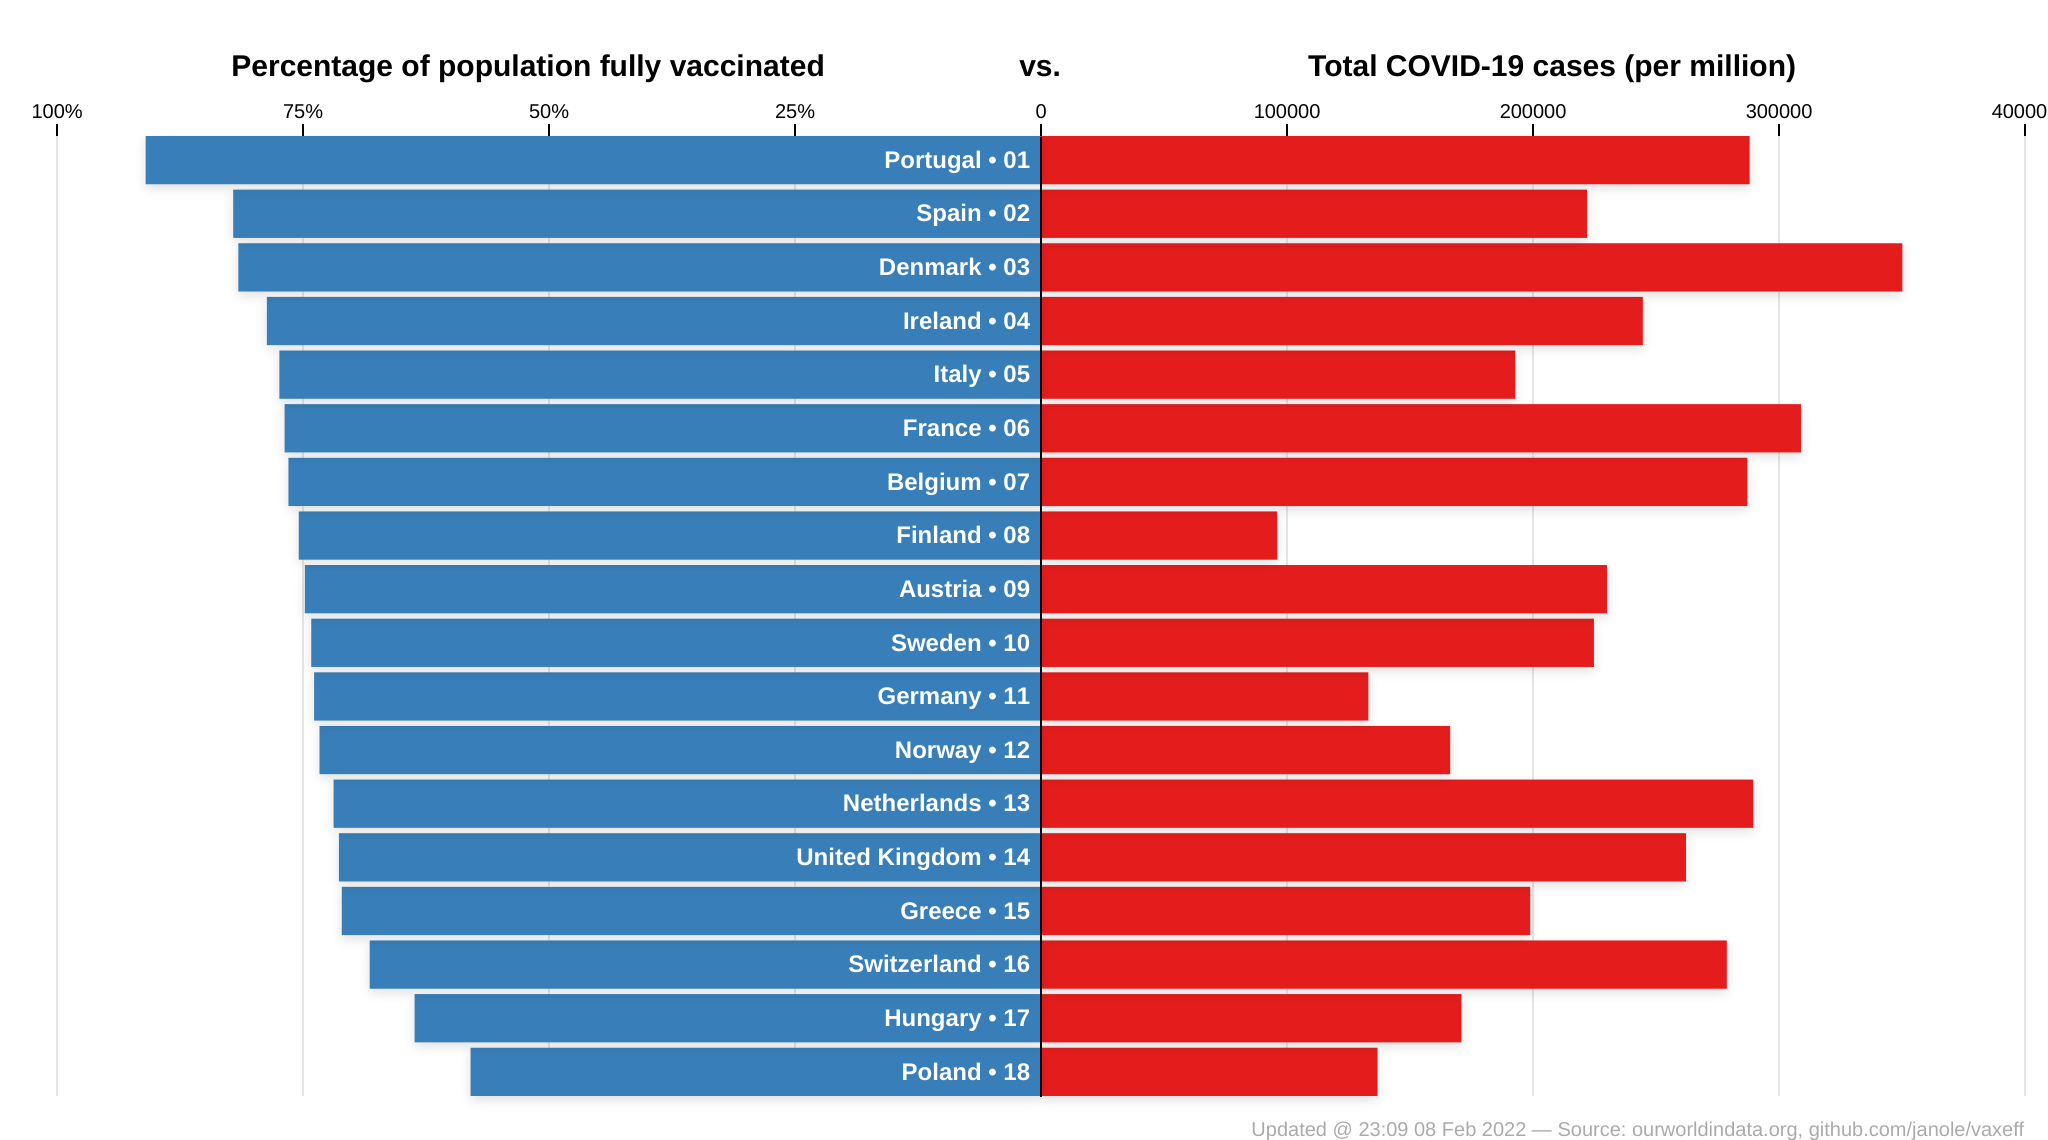 Percentage of population fully vaccinated vs. Total COVID-19 cases (per million)
100% 75% 50% 25% 0 100000 200000 300000 40000
Portugal • 01
Spain • 02
Denmark • 03
Ireland • 04
Italy • 05
France • 06
Belgium • 07
Finland • 08
Austria • 09
Sweden • 10
Germany • 11
Norway • 12
Netherlands • 13
United Kingdom • 14
Greece • 15
Switzerland • 16
Hungary • 17
Poland • 18
Updated @ 23:09 08 Feb 2022 — Source: ourworldindata.org, github.com/janole/vaxeff